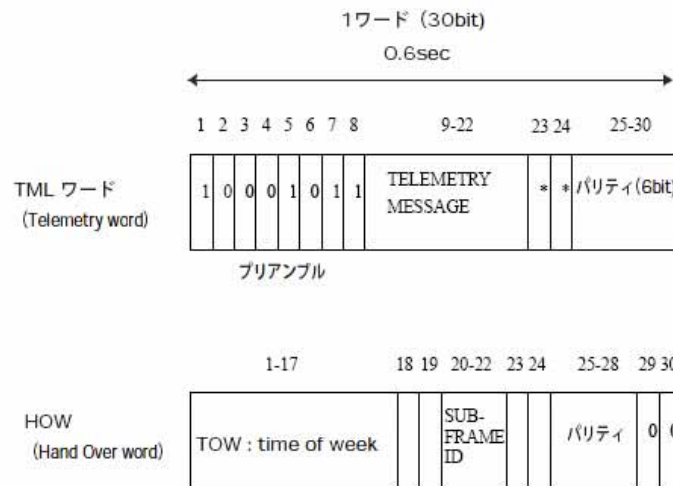 1ワード (30bit)
0.6sec
1 2 3 4 5 6 7 8 9-22 23 24 25-30
TML ワード
(Telemetry word)
1 0 0 0 1 0 1 1
TELEMETRY
MESSAGE
* * パリティ(6bit)
プリアンブル
1-17 18 19 20-22 23 24 25-28 29 30
HOW
(Hand Over word)
TOW : time of week
SUB-
FRAME
ID
パリティ 0 0